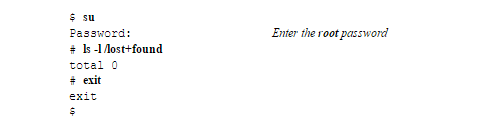 $ su
Password: Enter the root password
# ls -l /lost+found
total 0
# exit
exit
$